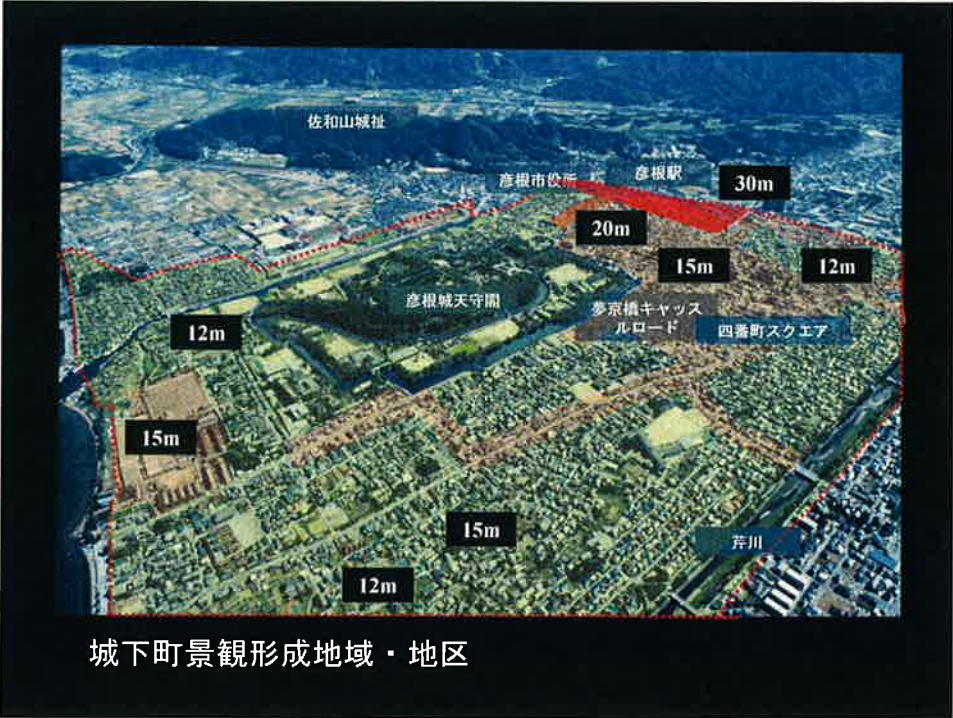 佐和山城祉
彦根市役所
彦根駅
30m
20m
15m
12m
彦根城天守閣
夢京橋キャッス
ルロード
四番町スクエア
12m
15m
15m
芹川
12m
城下町景観形成地域・地区